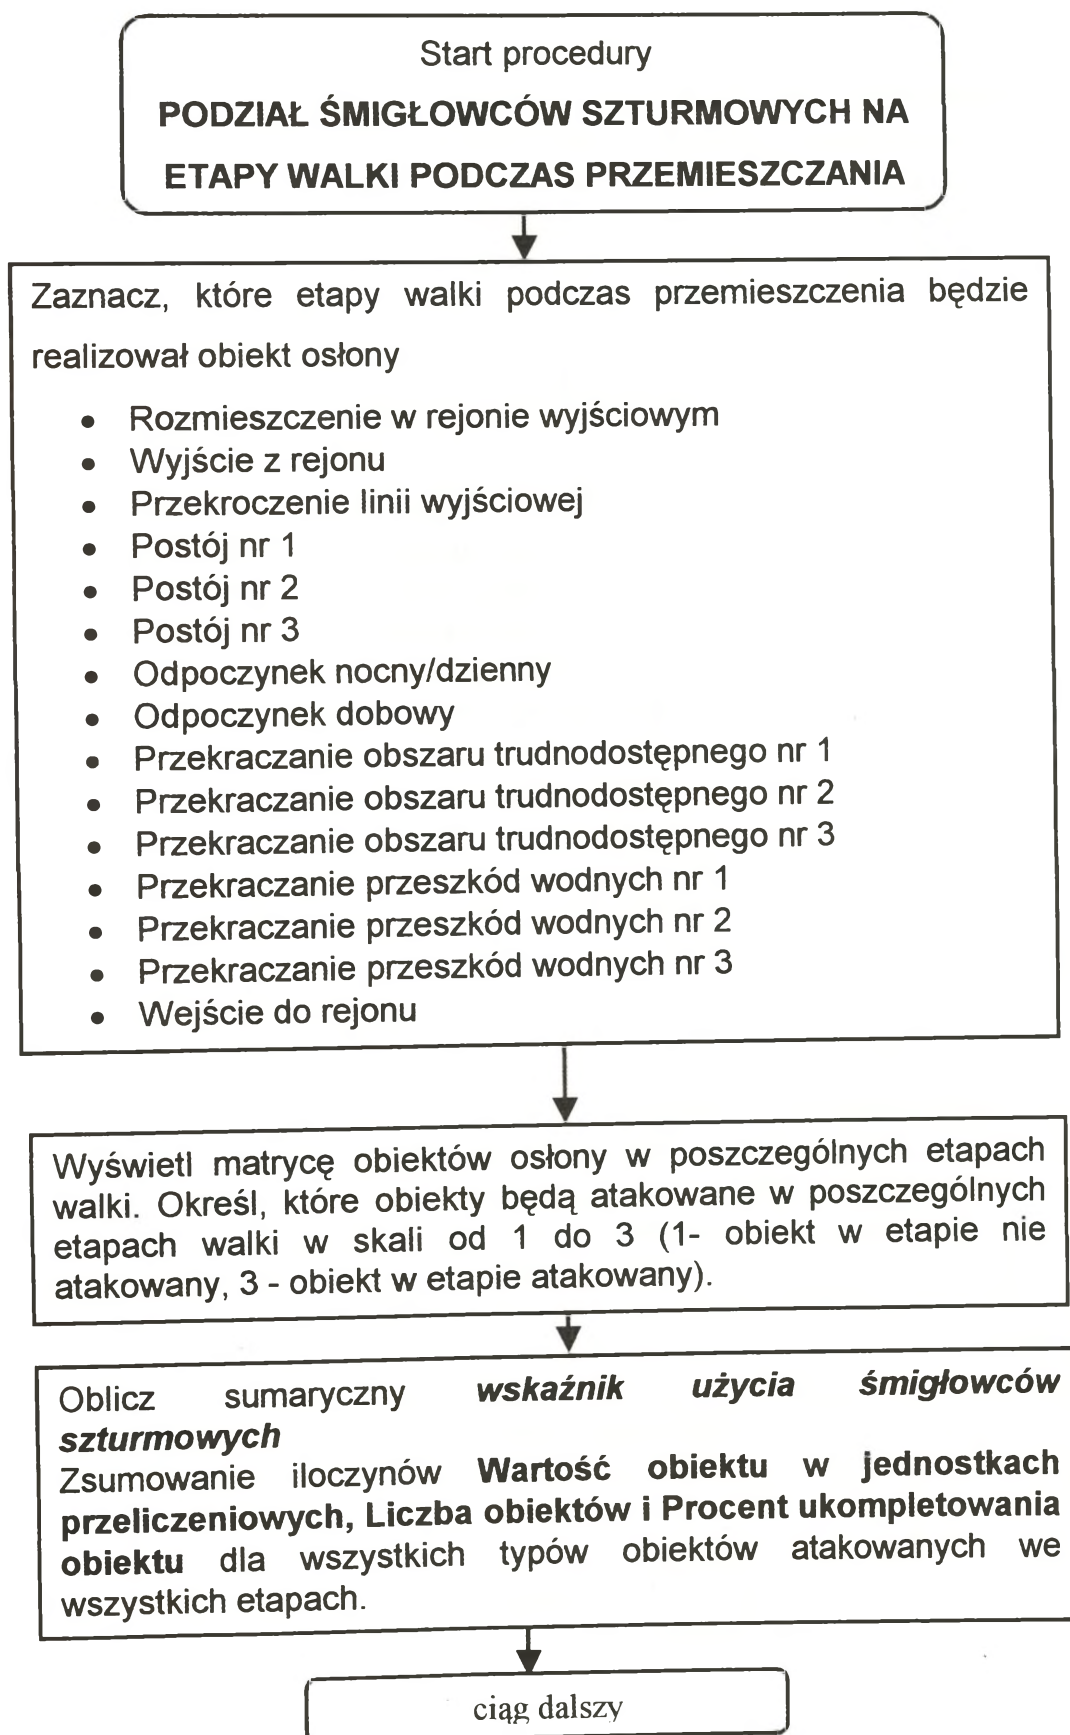 Start procedury
PODZIAŁ ŚMIGŁOWCÓW SZTURMOWYCH NA
ETAPY WALKI PODCZAS PRZEMIESZCZANIA
Zaznacz, które etapy walki podczas przemieszczenia będzie
realizował obiekt osłony
• Rozmieszczenie w rejonie wyjściowym
• Wyjście z rejonu
• Przekroczenie linii wyjściowej
• Postój nr 1
• Postój nr 2
• Postój nr 3
• Odpoczynek nocny/dzienny
• Odpoczynek dobowy
• Przekraczanie obszaru trudnodostępnego nr 1
• Przekraczanie obszaru trudnodostępnego nr 2
• Przekraczanie obszaru trudnodostępnego nr 3
• Przekraczanie przeszkód wodnych nr 1
• Przekraczanie przeszkód wodnych nr 2
• Przekraczanie przeszkód wodnych nr 3
• Wejście do rejonu
Wyświetl matrycę obiektów osłony w poszczególnych etapach
walki. Określ, które obiekty będą atakowane w poszczególnych
etapach walki w skali od 1 do 3 (1- obiekt w etapie nie
atakowany, 3 - obiekt w etapie atakowany).
Oblicz sumaryczny wskaźnik użycia śmigłowców
szturmowych
Zsumowanie iloczynów Wartość obiektu w jednostkach
przeliczeniowych, Liczba obiektów i Procent ukompletowania
obiektu dla wszystkich typów obiektów atakowanych we
wszystkich etapach.
ciąg dalszy